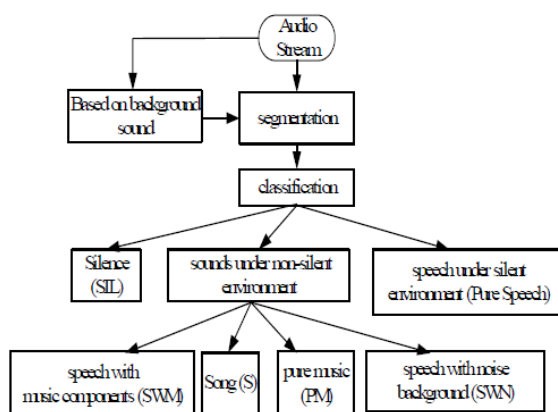 Audio
Stream
Based on background
sound
segmentation
classification
Silence
(SIL)
sounds under non-silent
environment
speech under silent
environment (Pure Speech)
speech with
music components (SWM)
Song (S)
pure music
(PM)
speech with noise
background (SWN)